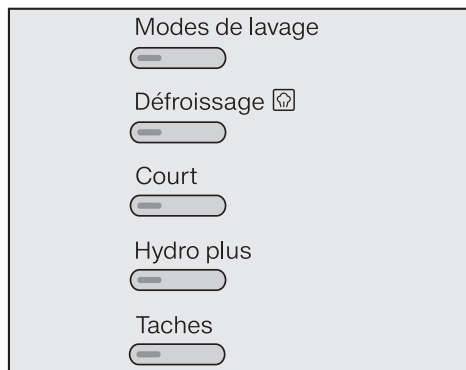 Modes de lavage
Défroissage
Court
Hydro plus
Taches